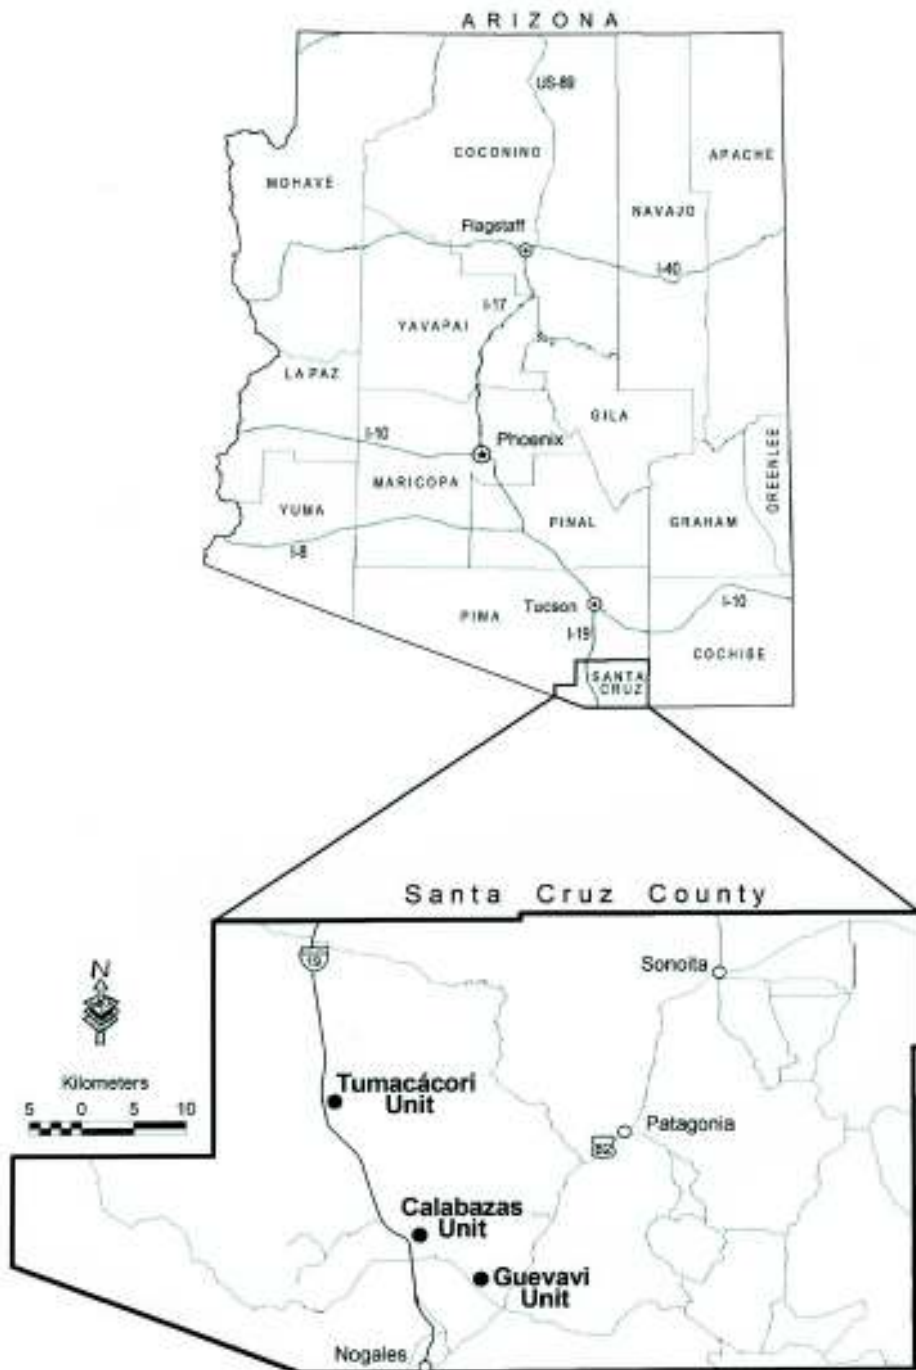 ARIZONA
US-89
COCONINO
APACHE
MOHAVE
NAVAJO
Flagstaff
I-40
I-17
YAVAPAI
LA PAZ
GILA
I-10
Phoenix
GREENLEE
MARICOPA
YUMA
PINAL
GRAHAM
I-8
PIMA
Tucson
I-10
I-19
COCHISE
SANTA
CRUZ
Santa Cruz County
19
Sonoita
N
Kilometers
5 0 5 10
Tumacácori
Unit
Patagonia
82
Calabazas
Unit
Guevavi
Unit
Nogales